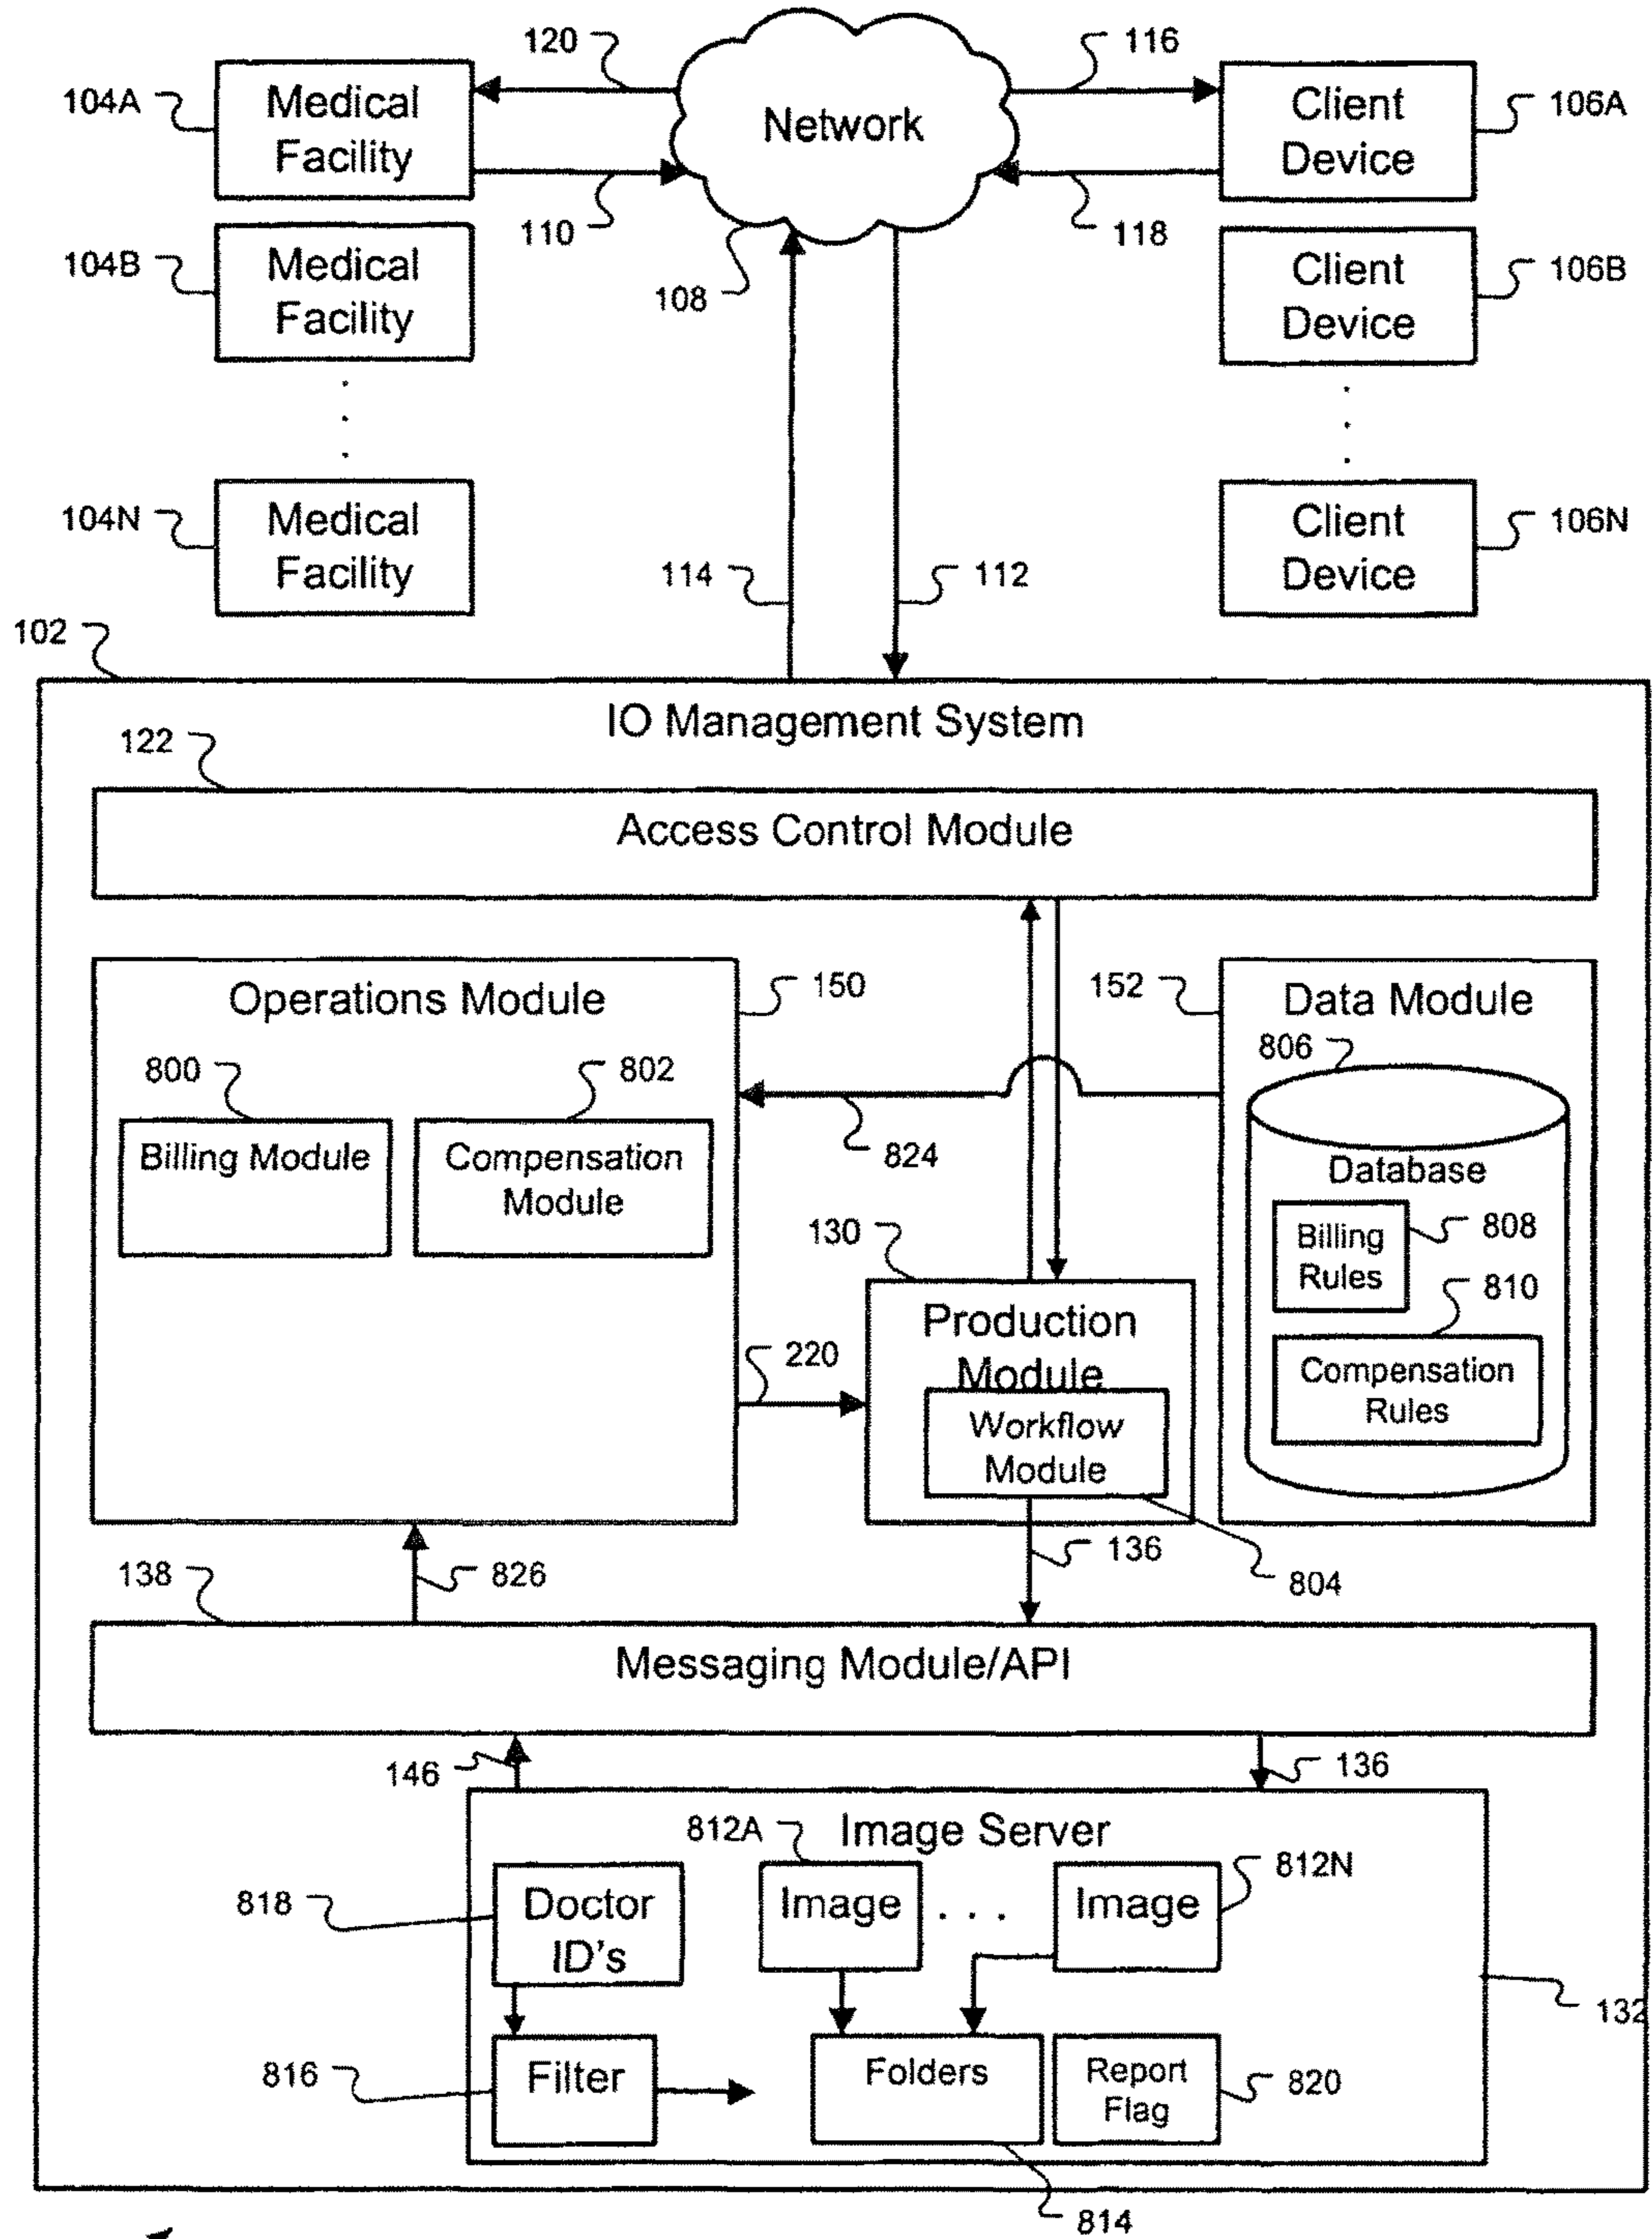 120
116
104A
Medical
Facility
Network
Client
Device
106A
110
118
104B
Medical
Facility
108
Client
Device
106B
104N
Medical
Facility
Client
Device
106N
114
112
102
IO Management System
122
Access Control Module
Operations Module
150
152
Data Module
800
802
806
Billing Module
Compensation
Module
824
Database
130
Billing
Rules
808
810
Production
Module
220
Compensation
Rules
Workflow
Module
136
804
138
826
Messaging Module/API
146
136
812A
Image Server
812N
818
Doctor
ID's
Image
. . .
Image
132
816
Filter
Folders
Report
Flag
820
814